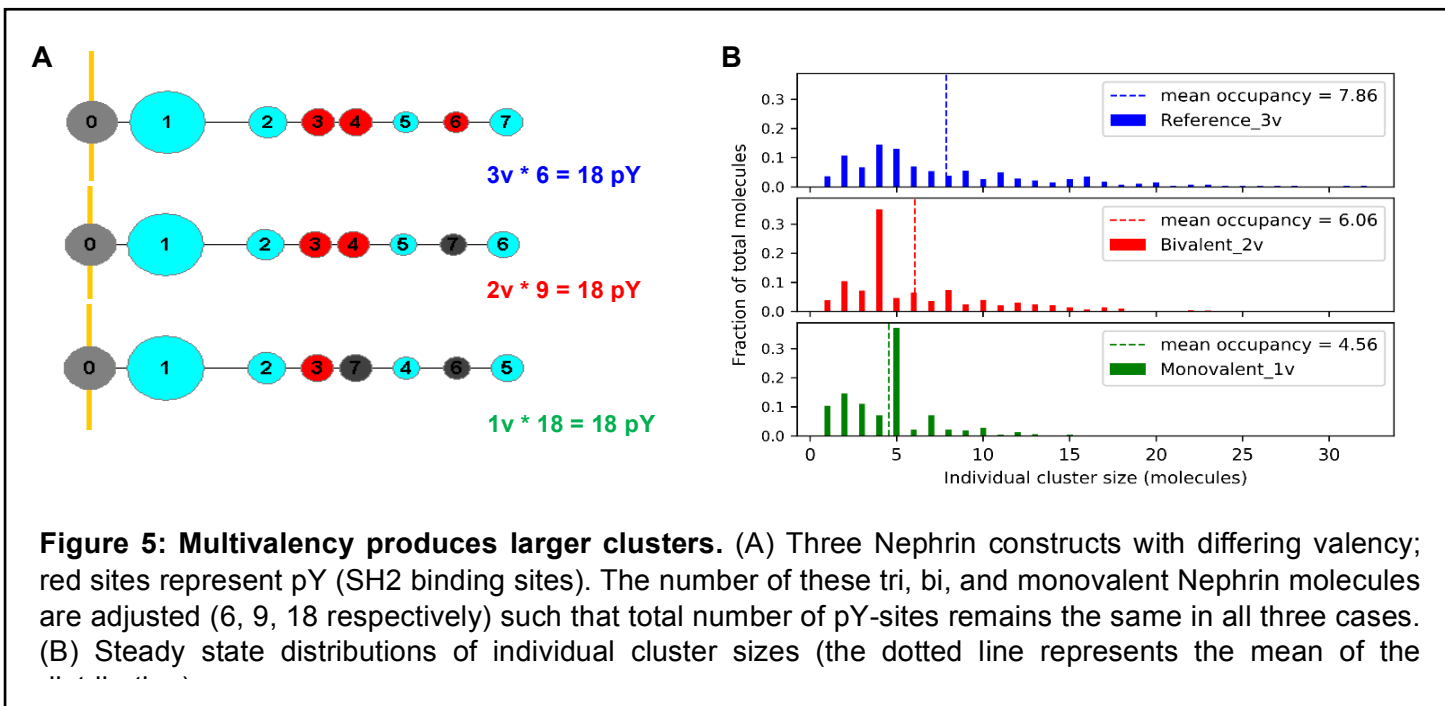 A
0 1 2 3 4 5 6 7
3v * 6 = 18 pY
0 1 2 3 4 5 7 6
2v * 9 = 18 pY
0 1 2 3 7 4 6 5
1v * 18 = 18 pY
B
Fraction of total molecules
0.3
0.2
0.1
0.0
mean occupancy = 7.86
Reference_3v
0.3
0.2
0.1
0.0
mean occupancy = 6.06
Bivalent_2v
0.3
0.2
0.1
0.0
mean occupancy = 4.56
Monovalent_1v
0 5 10 15 20 25 30
Individual cluster size (molecules)
Figure 5: Multivalency produces larger clusters. (A) Three Nephrin constructs with differing valency;
red sites represent pY (SH2 binding sites). The number of these tri, bi, and monovalent Nephrin molecules
are adjusted (6, 9, 18 respectively) such that total number of pY-sites remains the same in all three cases.
(B) Steady state distributions of individual cluster sizes (the dotted line represents the mean of the